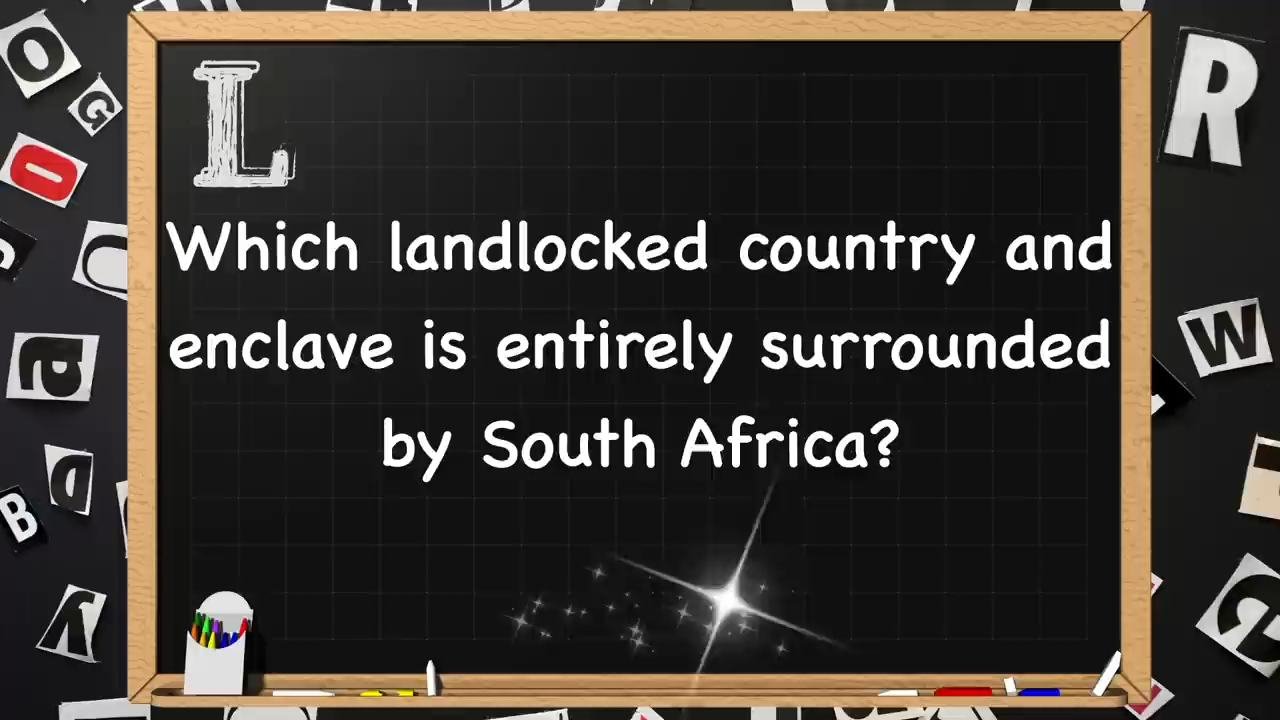 L
Which landlocked country and
enclave is entirely surrounded
by South Africa?
O
G
O
R
a
W
D
B